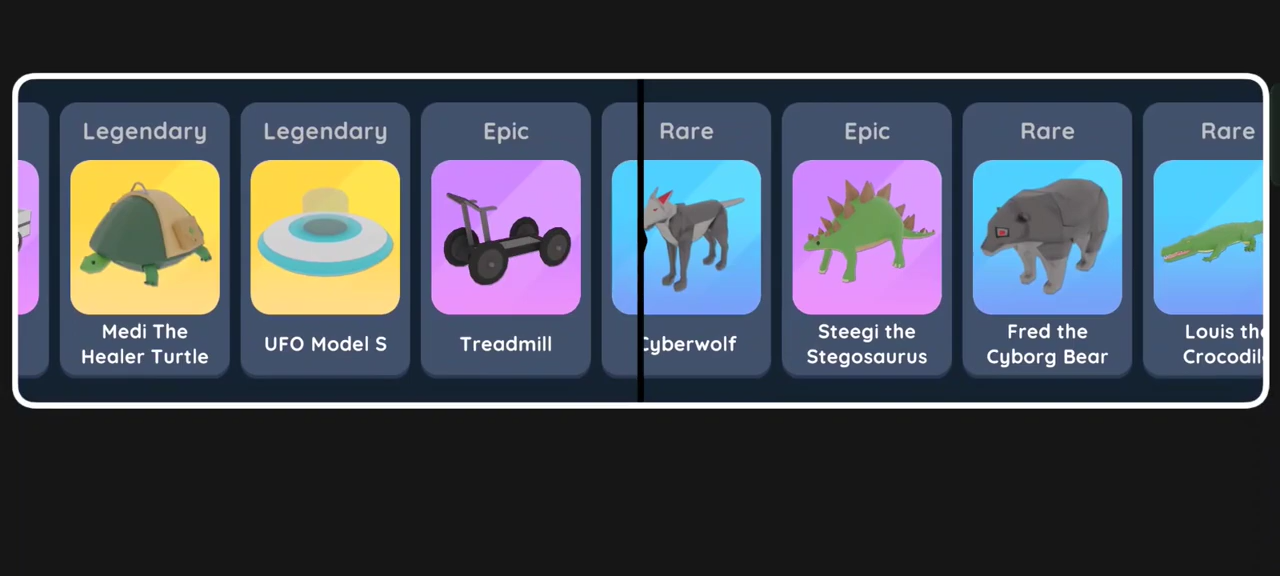 Legendary
Legendary
Epic
Rare
Epic
Rare
Rare
Medi The
Healer Turtle
UFO Model S
Treadmill
Cyberwolf
Steegi the
Stegosaurus
Fred the
Cyborg Bear
Louis the
Crocodil